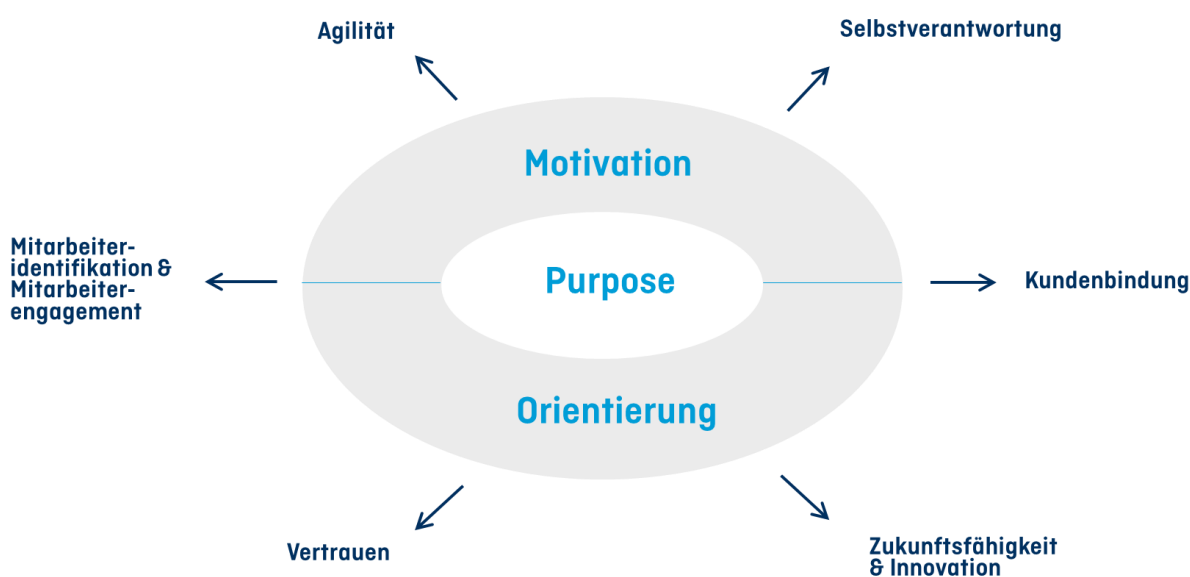 Agilität
Selbstverantwortung
Motivation
Mitarbeiter-
identifikation &
Mitarbeiter-
engagement
Purpose
Kundenbindung
Orientierung
Vertrauen
Zukunftsfähigkeit
& Innovation